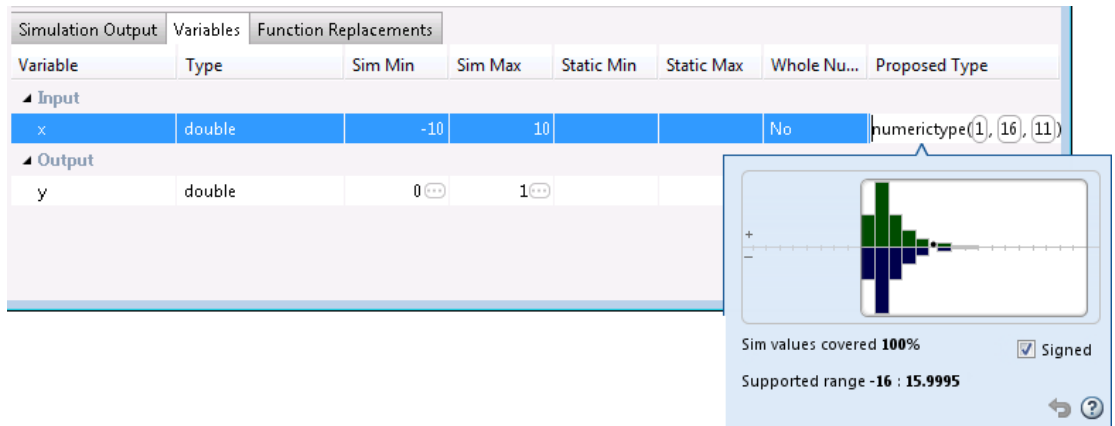 Simulation Output Variables Function Replacements
Variable Type Sim Min Sim Max Static Min Static Max Whole Nu... Proposed Type
Input
x double -10 10 No numerictype(1, 16, 11)
Output
y double 0 1
+
−
Sim values covered 100% Signed
Supported range -16 : 15.9995